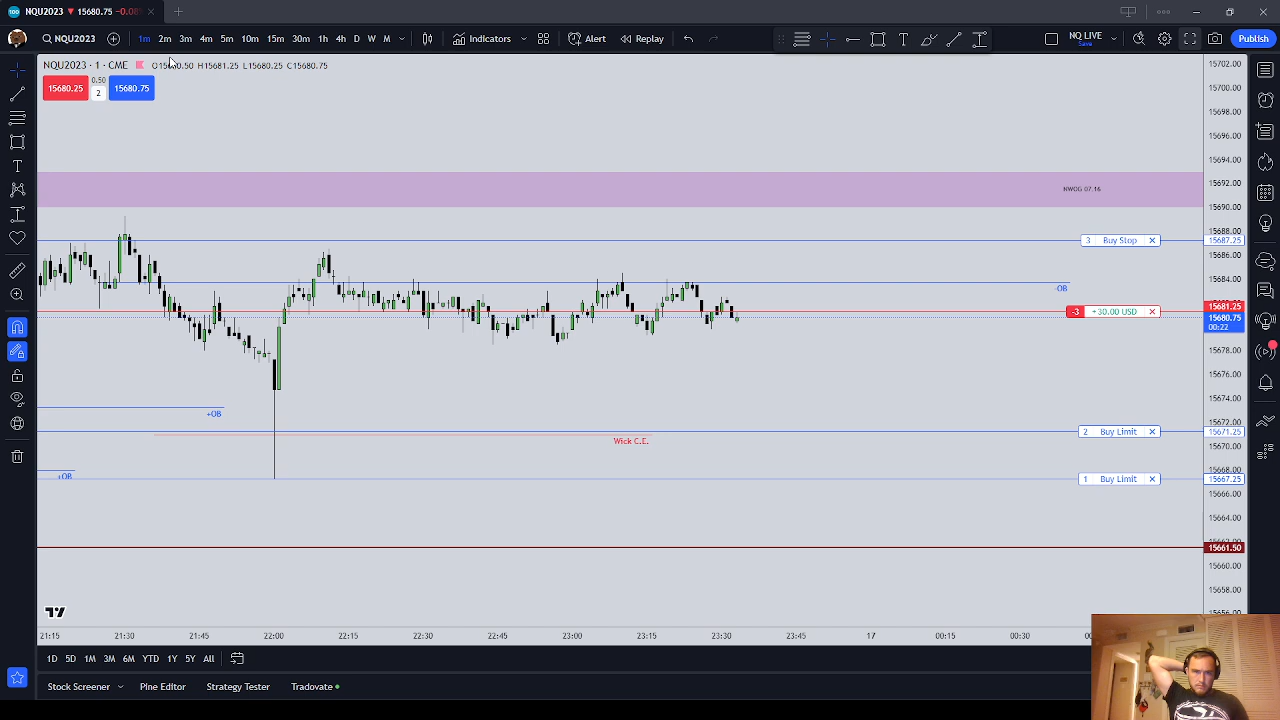 NQU2023 15680.75 -0.08
NQU2023 1m 2m 3m 4m 5m 10m 15m 30m 1h 4h D W M Indicators Alert Replay NQ LIVE Save Publish
NQU2023 · 1 · CME H15681.25 L15680.25 C15680.75
15680.25 0.50 2 15680.75
15702.00
15700.00
15698.00
15696.00
15694.00
15692.00
NWOG 07.16
15690.00
15688.00
3 Buy Stop 15687.25
15686.00
15684.00
-OB
15681.25
-3 +30.00 USD
15680.75
00:22
15678.00
15676.00
15674.00
+OB
15672.00
2 Buy Limit 15671.25
Wick C.E.
15670.00
15668.00
+OB
1 Buy Limit 15667.25
15666.00
15664.00
15661.50
15660.00
15658.00
21:15 21:30 21:45 22:00 22:15 22:30 22:45 23:00 23:15 23:30 23:45 17 00:15 00:30
1D 5D 1M 3M 6M YTD 1Y 5Y All
Stock Screener Pine Editor Strategy Tester Tradovate